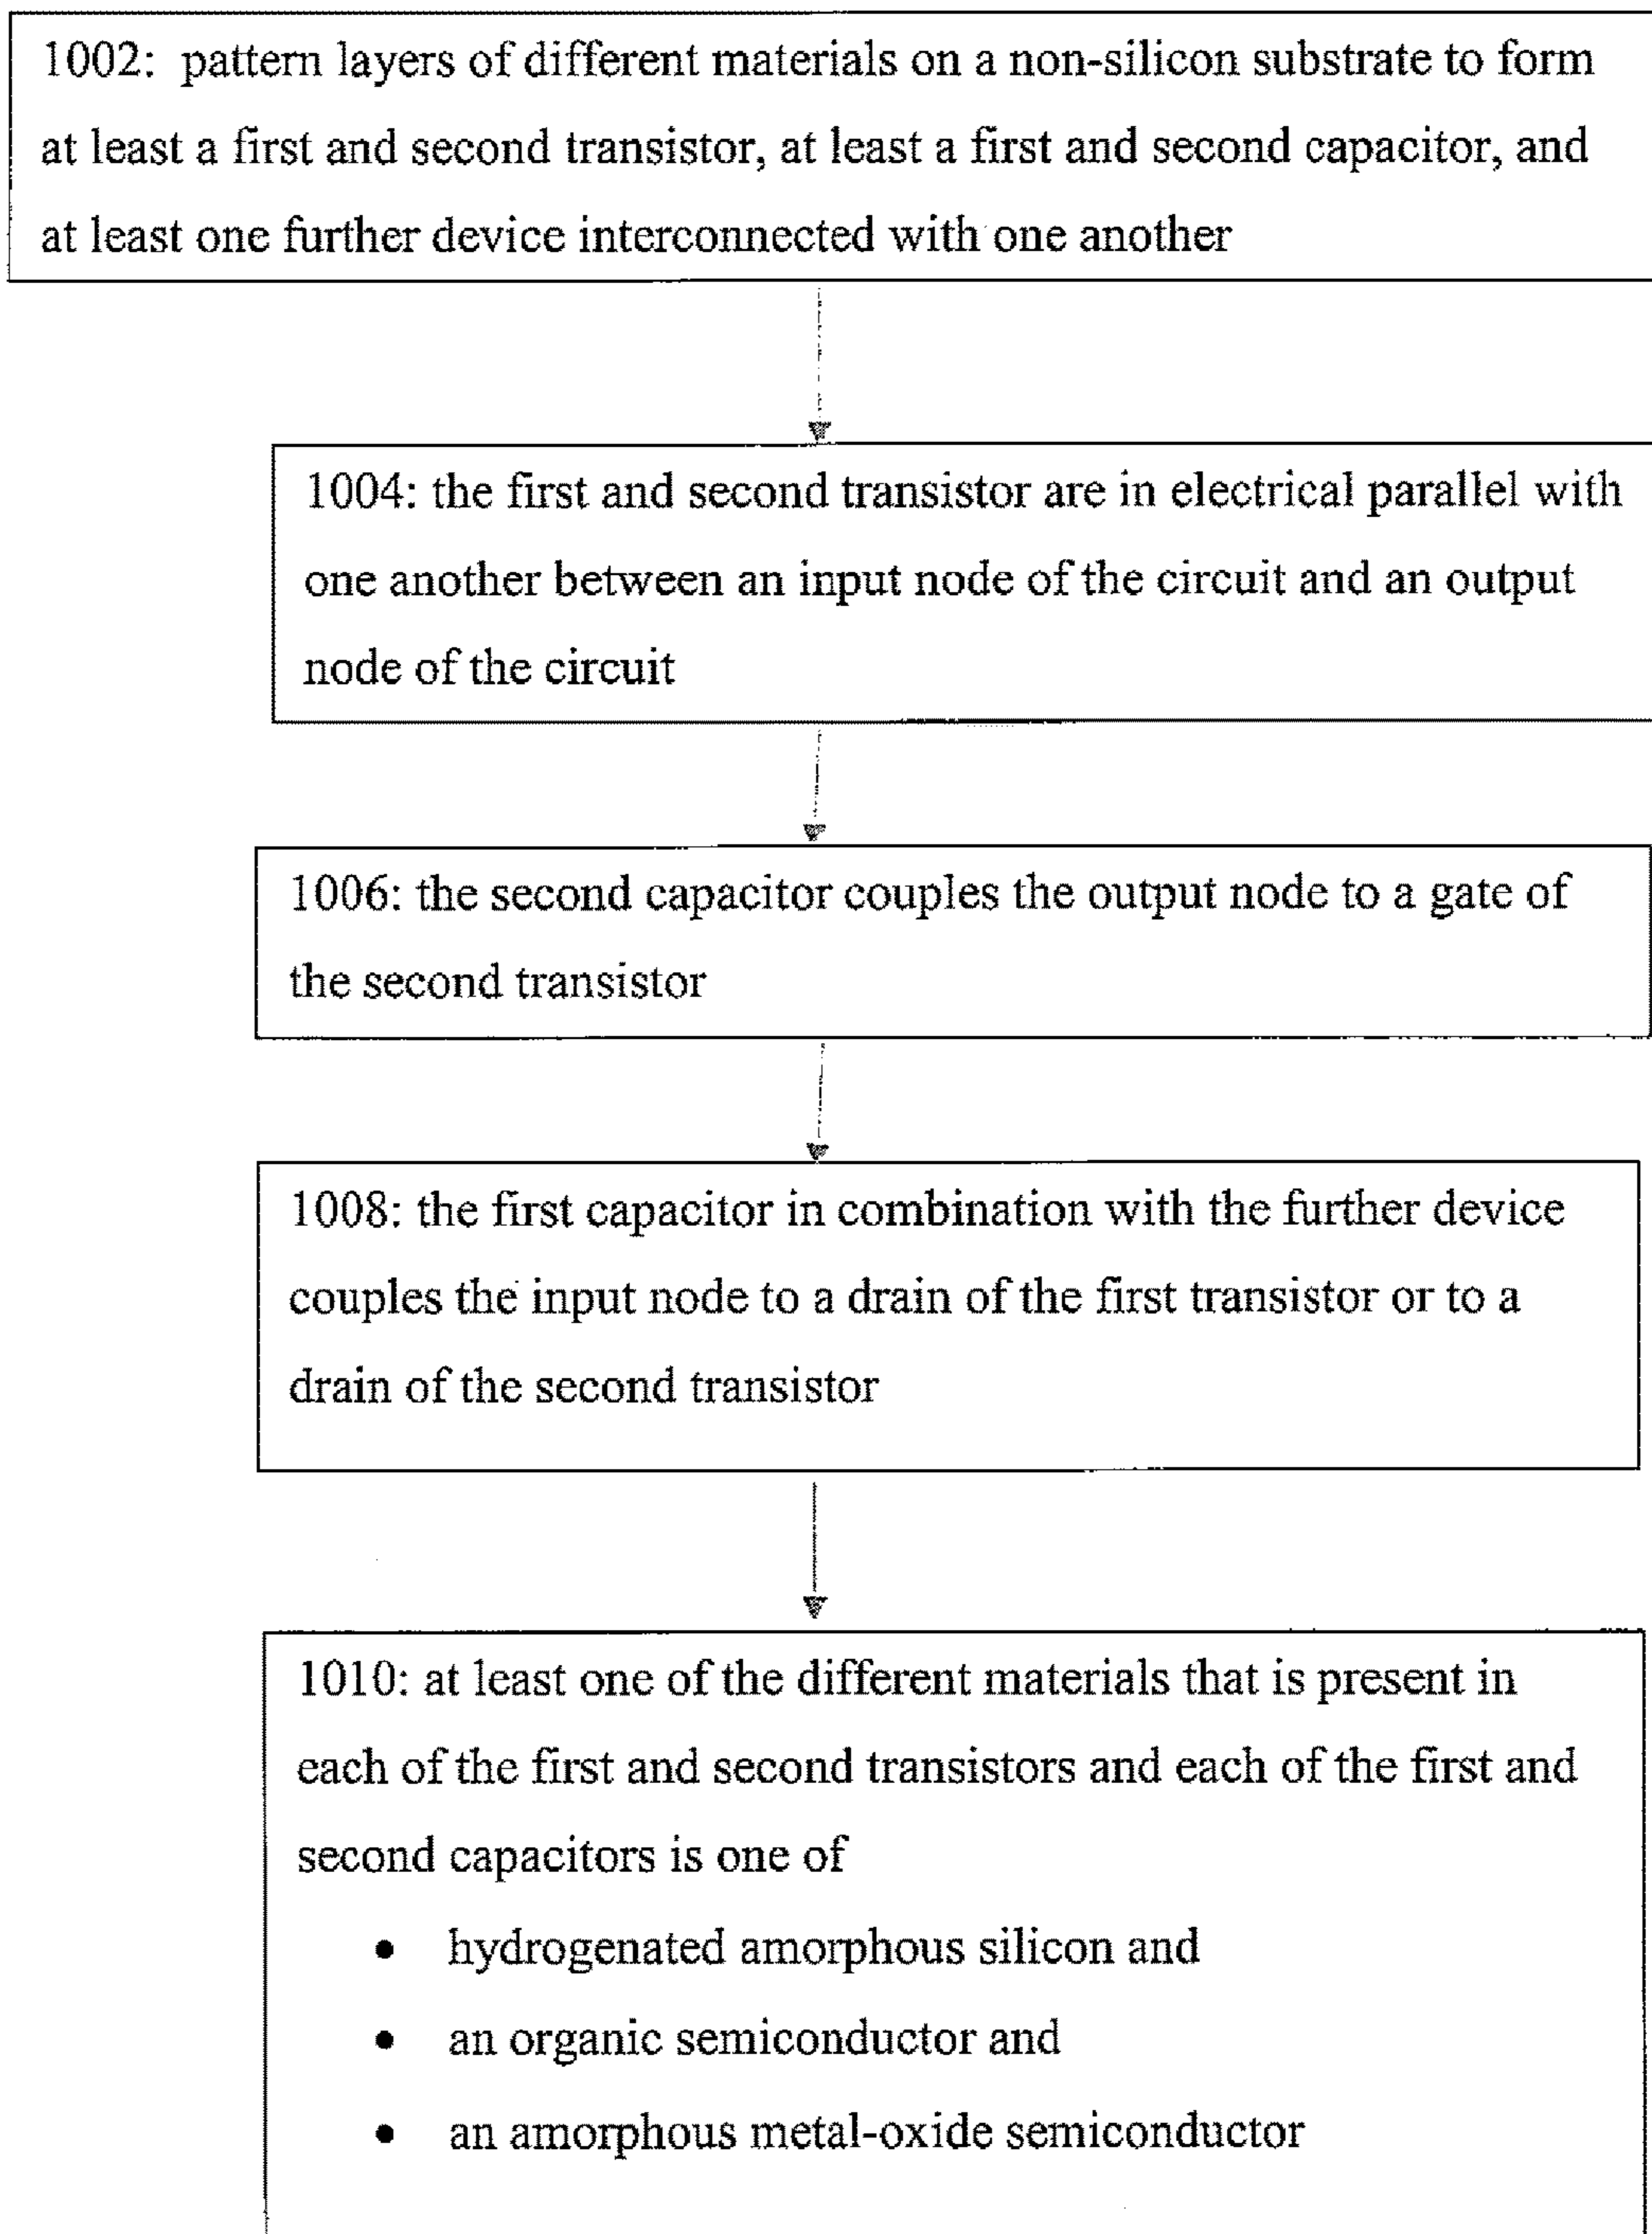 1002: pattern layers of different materials on a non-silicon substrate to form
at least a first and second transistor, at least a first and second capacitor, and
at least one further device interconnected with one another
1004: the first and second transistor are in electrical parallel with
one another between an input node of the circuit and an output
node of the circuit
1006: the second capacitor couples the output node to a gate of
the second transistor
1008: the first capacitor in combination with the further device
couples the input node to a drain of the first transistor or to a
drain of the second transistor
1010: at least one of the different materials that is present in
each of the first and second transistors and each of the first and
second capacitors is one of
• hydrogenated amorphous silicon and
• an organic semiconductor and
• an amorphous metal-oxide semiconductor